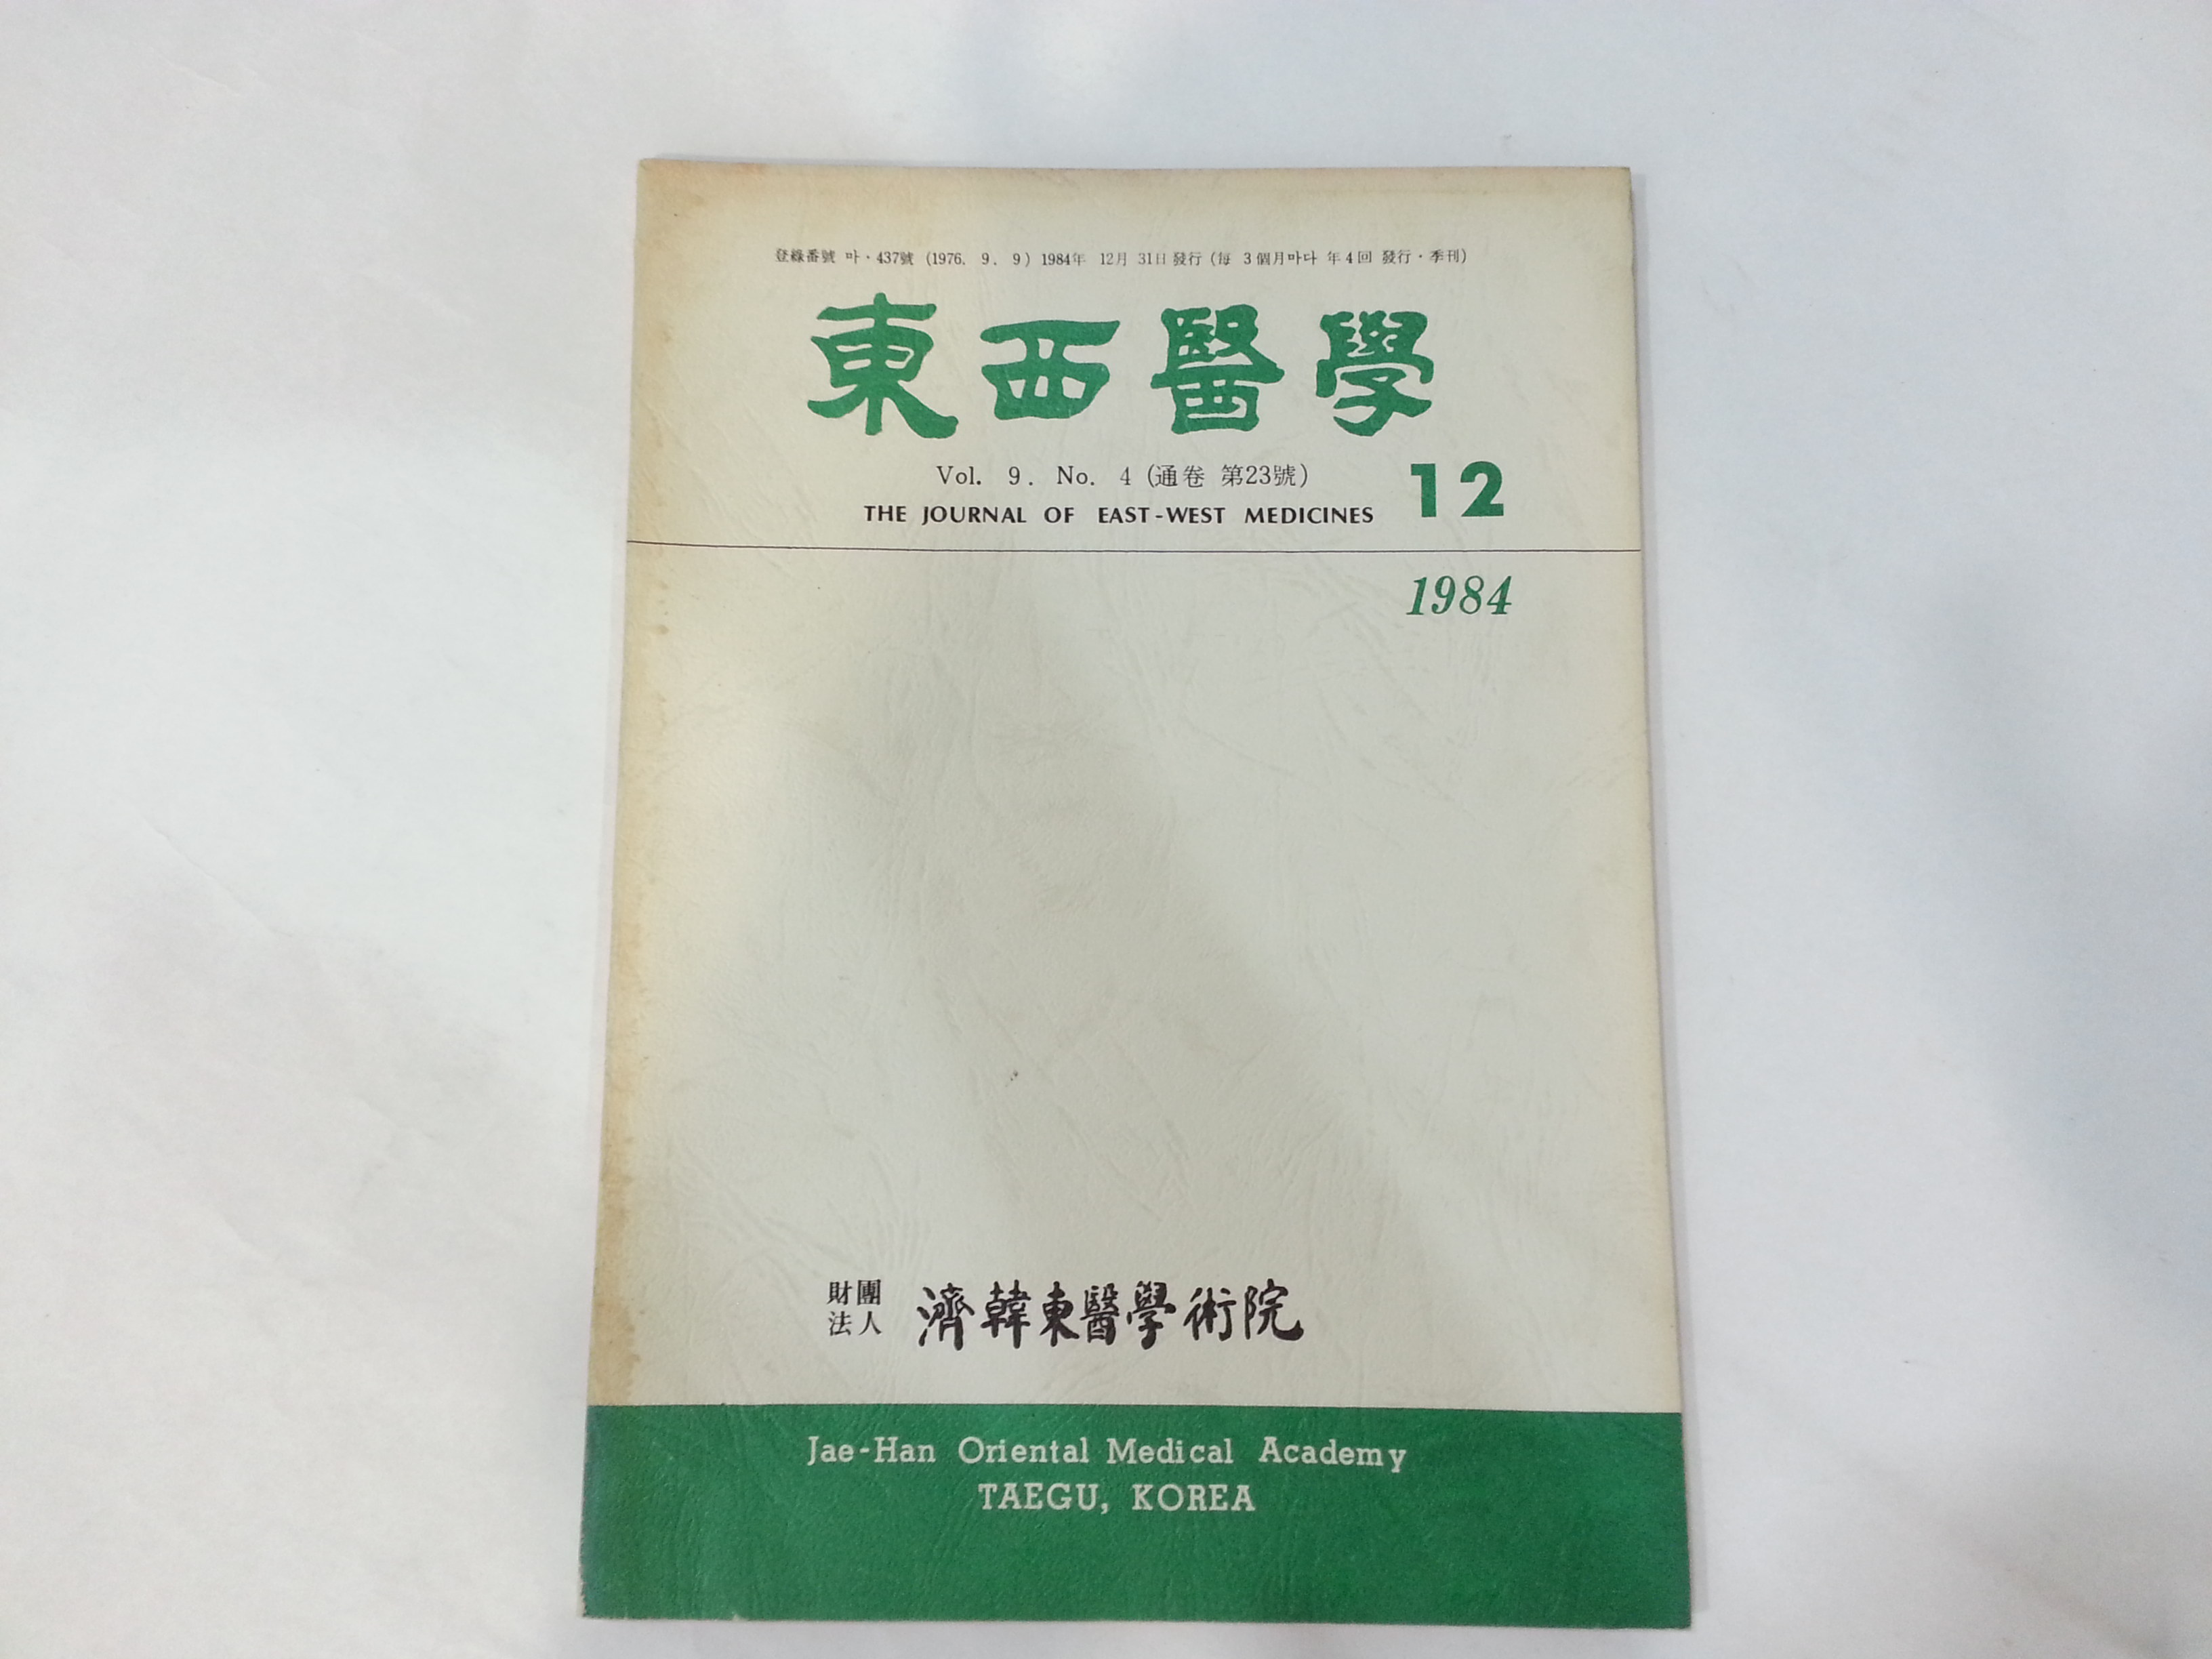 登錄番號 마·437號 (1976. 9. 9) 1984年 12月 31日 發行 (每 3個月마다 年4回 發行·季刊)
東西醫學
Vol. 9. No. 4 (通卷 第23號)
THE JOURNAL OF EAST-WEST MEDICINES
12
1984
財團
法人
濟韓東醫學術院
Jae-Han Oriental Medical Academy
TAEGU, KOREA